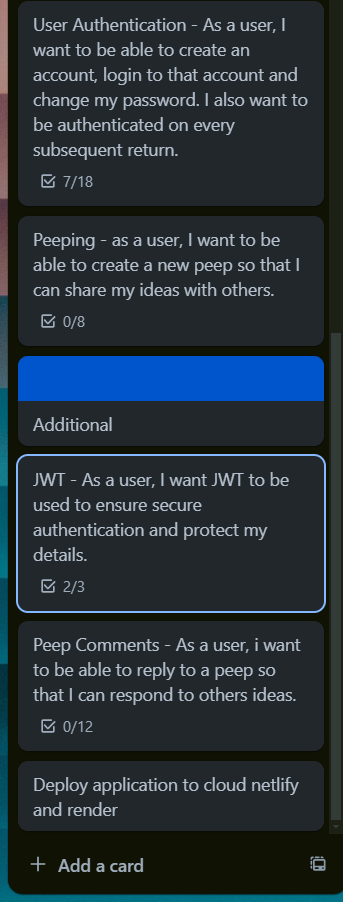 User Authentication - As a user, I
want to be able to create an
account, login to that account and
change my password. I also want to
be authenticated on every
subsequent return.
7/18
Peeping - as a user, I want to be
able to create a new peep so that I
can share my ideas with others.
0/8
Additional
JWT - As a user, I want JWT to be
used to ensure secure
authentication and protect my
details.
2/3
Peep Comments - As a user, i want
to be able to reply to a peep so
that I can respond to others ideas.
0/12
Deploy application to cloud netlify
and render
+ Add a card